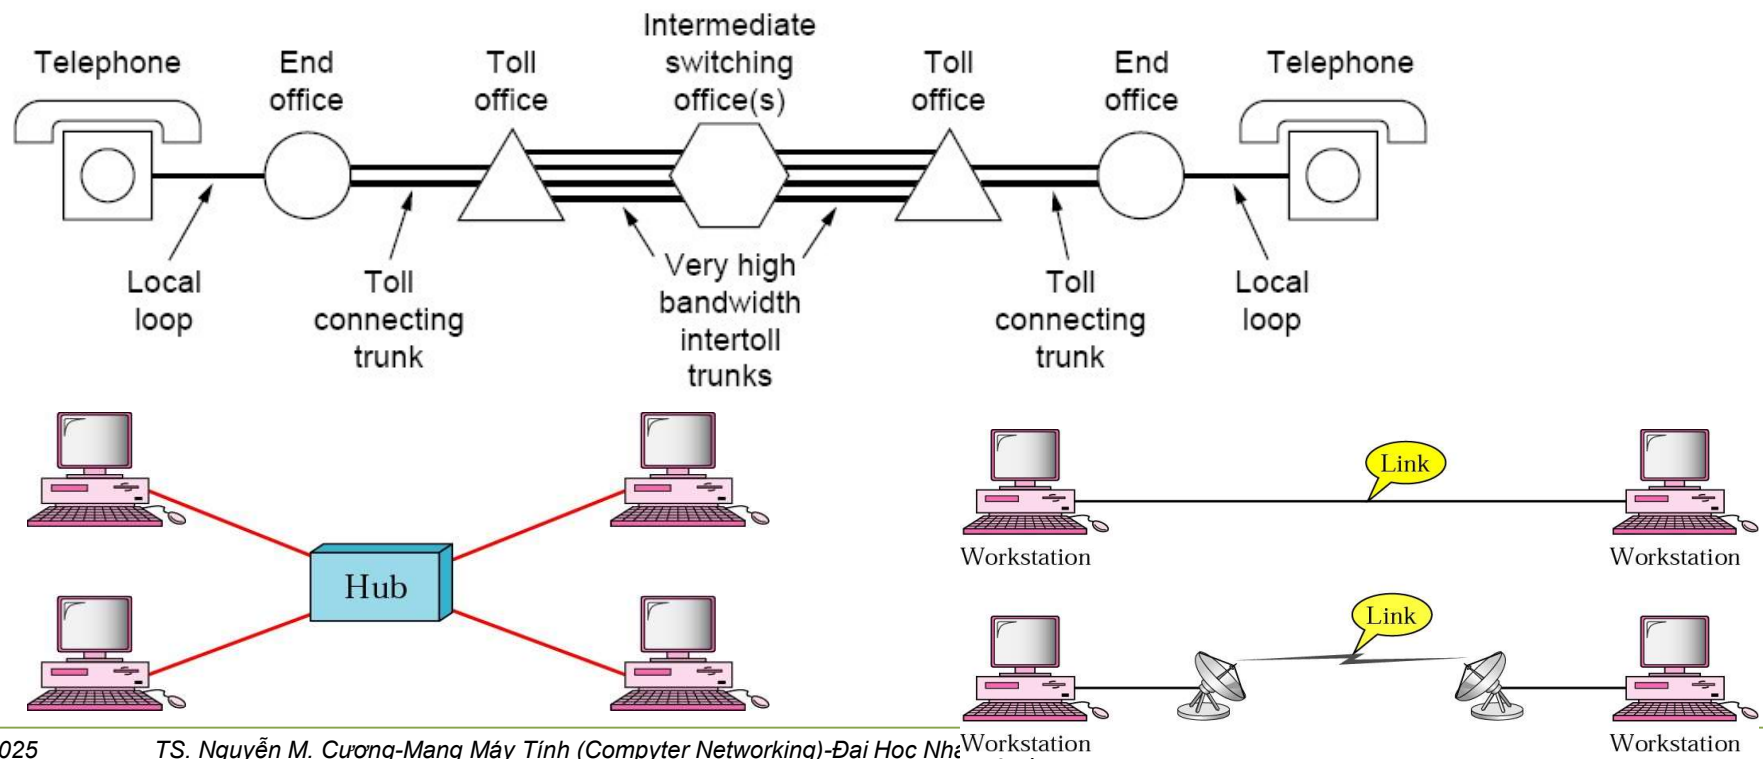 Telephone
End
office
Toll
office
Intermediate
switching
office(s)
Toll
office
End
office
Telephone
Local
loop
Toll
connecting
trunk
Very high
bandwidth
intertoll
trunks
Toll
connecting
trunk
Local
loop
Hub
Link
Workstation
Workstation
Link
Workstation
Workstation
025
TS. Nguyễn M. Cương-Mạng Máy Tính (Compyter Networking)-Đại Học